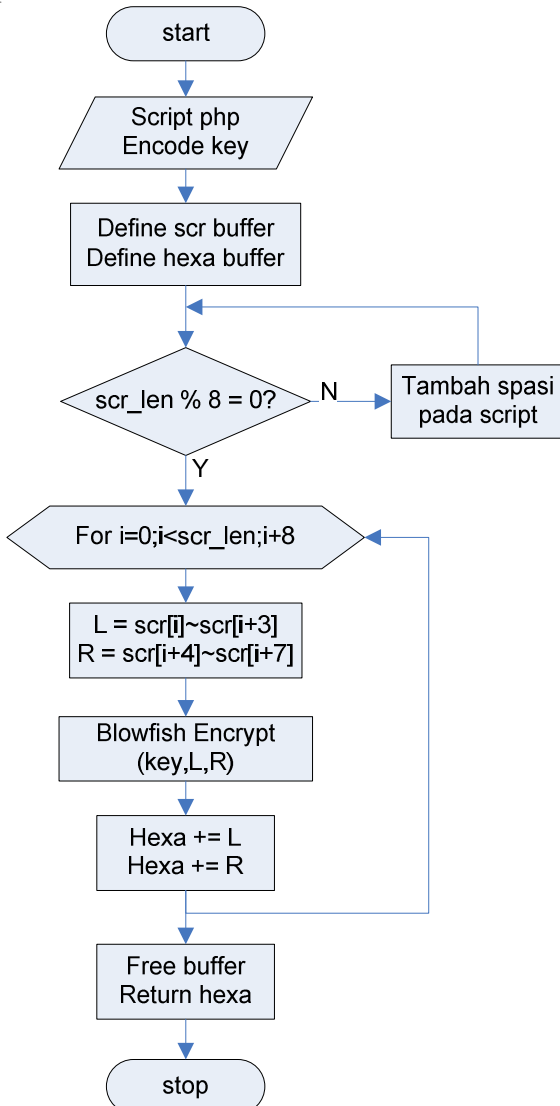 start
Script php
Encode key
Define scr buffer
Define hexa buffer
scr_len % 8 = 0?
N
Tambah spasi
pada script
Y
For i=0;i<scr_len;i+8
L = scr[i]~scr[i+3]
R = scr[i+4]~scr[i+7]
Blowfish Encrypt
(key,L,R)
Hexa += L
Hexa += R
Free buffer
Return hexa
stop